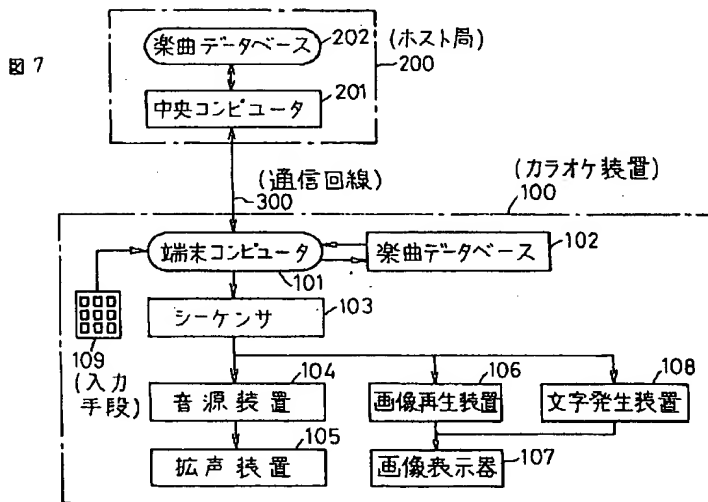 図7
楽曲データベース
202
(ホスト局)
200
201
中央コンピュータ
(通信回線)
300
(カラオケ装置)
100
端末コンピュータ
101
楽曲データベース
102
シーケンサ
103
109
(入力
手段)
104
音源装置
106
画像再生装置
108
文字発生装置
105
拡声装置
画像表示器
107